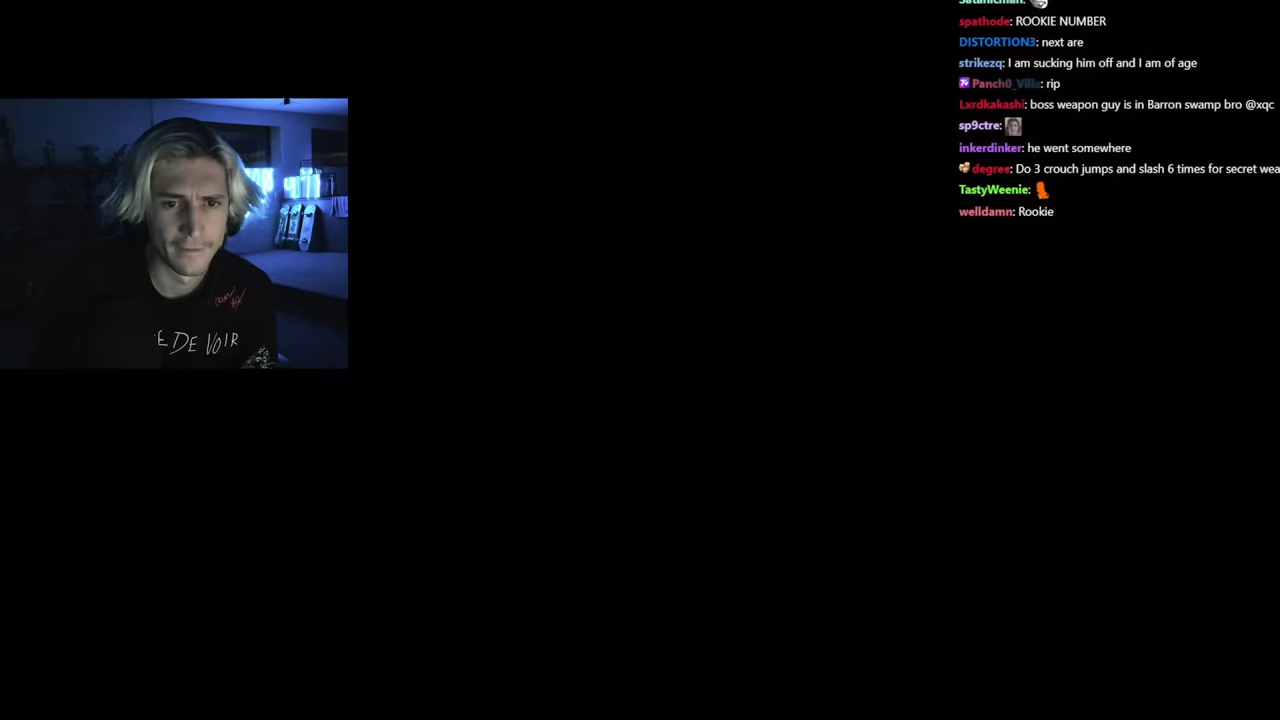 Satanicman:
spathode: ROOKIE NUMBER
DISTORTION3: next are
strikezq: I am sucking him off and I am of age
Panch0_Villa: rip
Lxrdkakashi: boss weapon guy is in Barron swamp bro @xqc
sp9ctre:
inkerdinker: he went somewhere
degree: Do 3 crouch jumps and slash 6 times for secret wea
TastyWeenie:
welldamn: Rookie
E DE VOIR